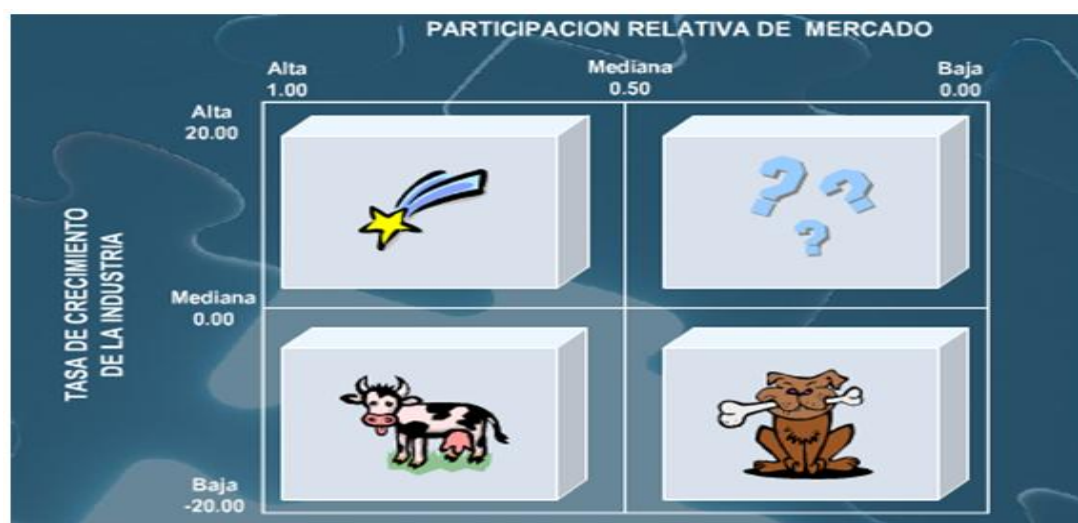 PARTICIPACION RELATIVA DE MERCADO
Alta
1.00
Mediana
0.50
Baja
0.00
Alta
20.00
TASA DE CRECIMIENTO
DE LA INDUSTRIA
Mediana
0.00
Baja
-20.00
? ? ?